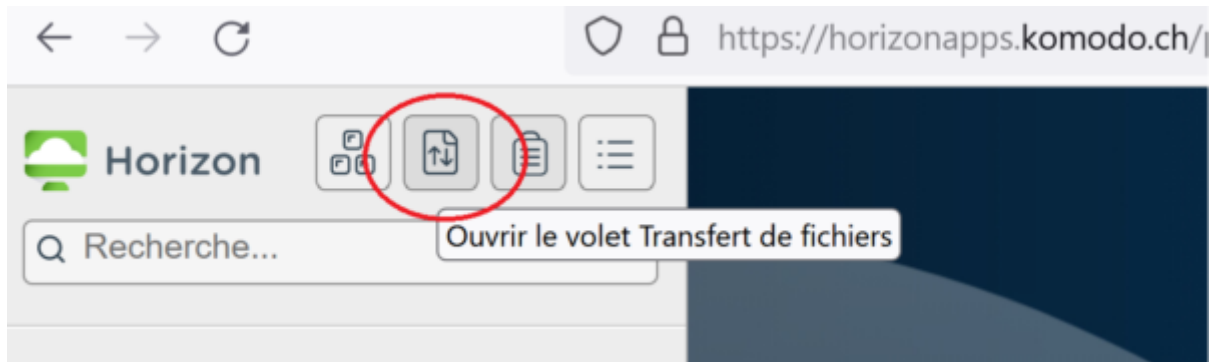 https://horizonapps.komodo.ch/
Horizon
Recherche...
Ouvrir le volet Transfert de fichiers